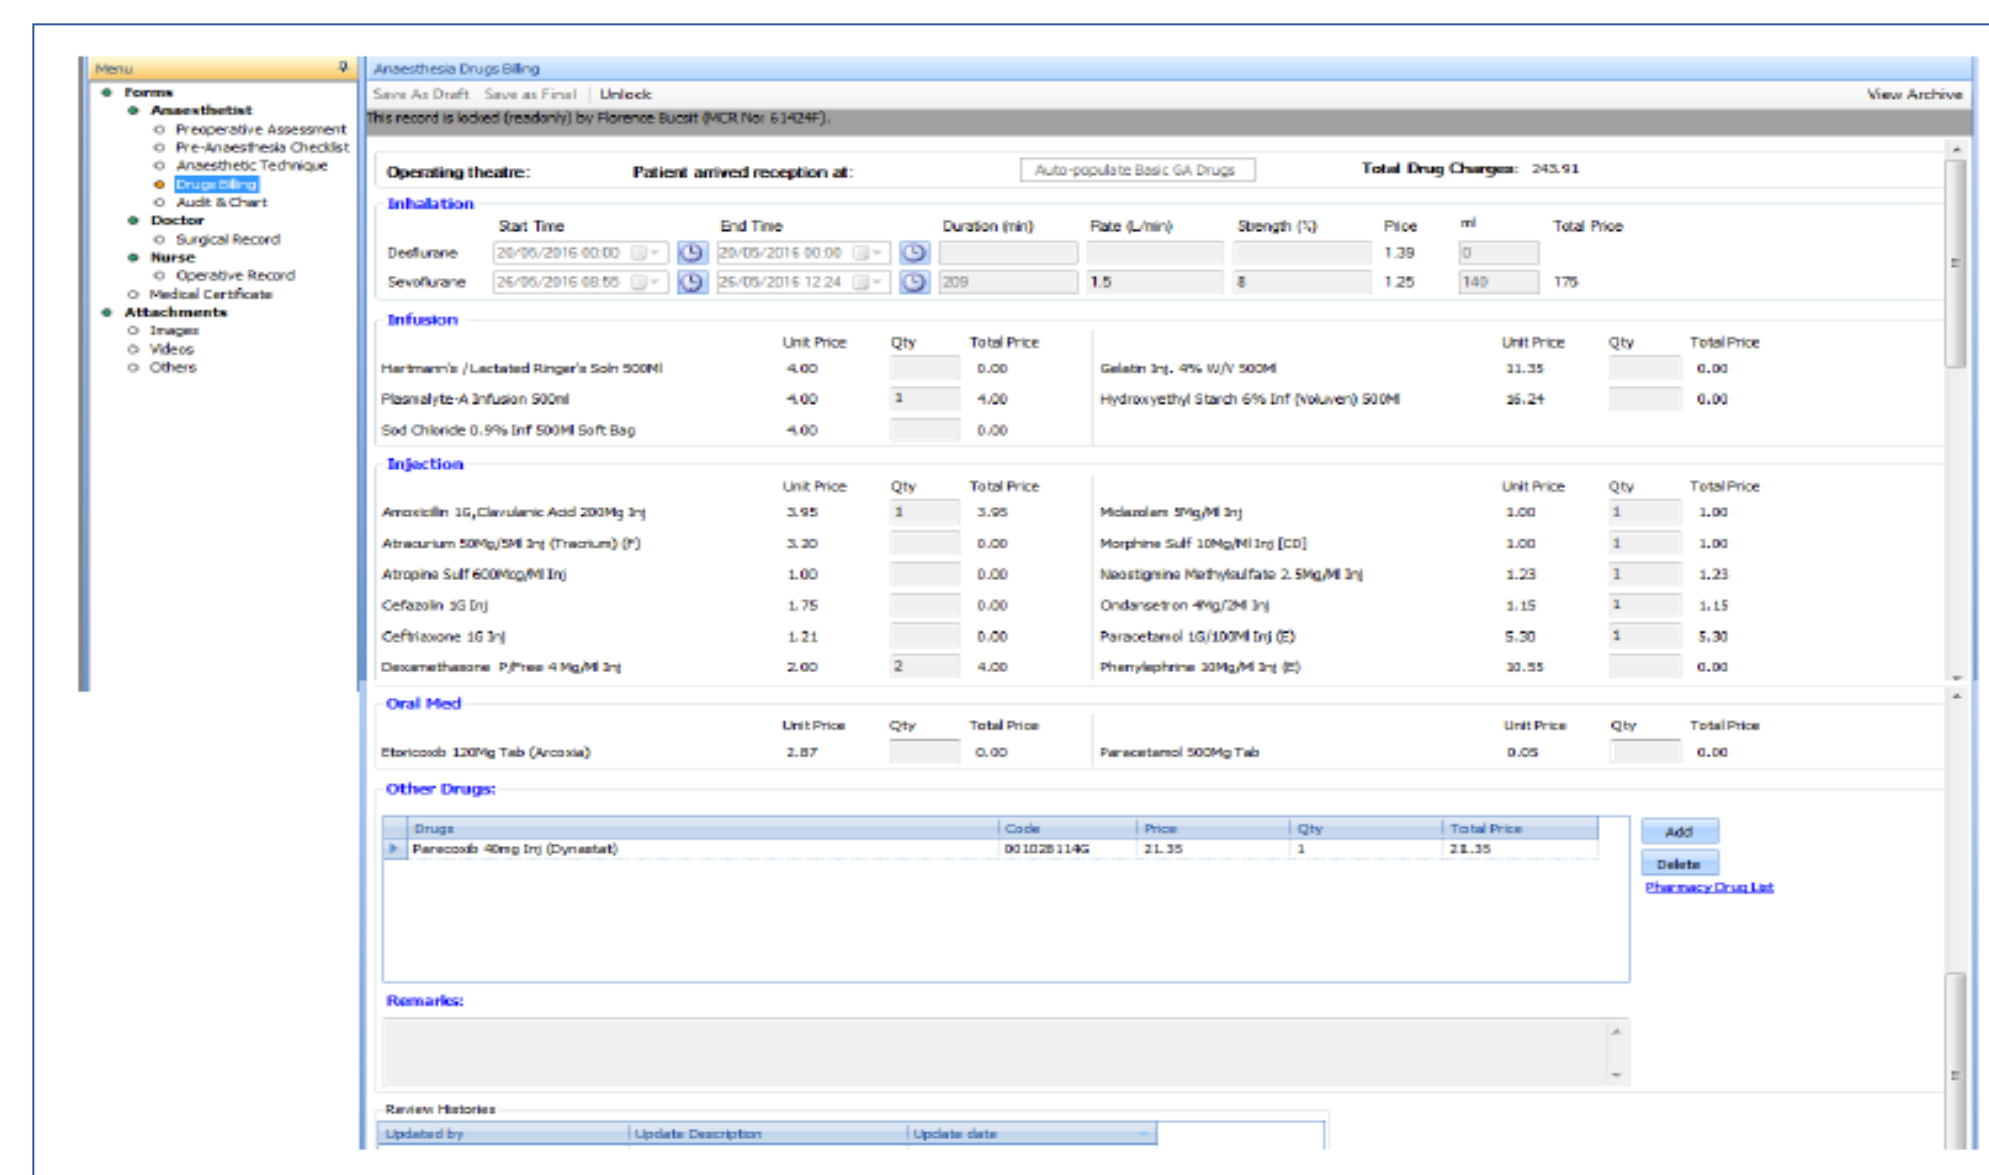 Menu
Forms
Anaesthetist
Preoperative Assessment
Pre-Anaesthesia Checklist
Anaesthetic Technique
Drugs Billing
Audit & Chart
Doctor
Surgical Record
Nurse
Operative Record
Medical Certificate
Attachments
Images
Videos
Others
Anaesthesia Drugs Billing
Save As Draft Save as Final Unlock View Archive
This record is locked (readonly) by Florence Bucsit (MCR No: 61424F).
Operating theatre: Patient arrived reception at: Auto-populate Basic GA Drugs Total Drug Charges: 243.91
Inhalation
Start Time End Time Duration (min) Rate (L/min) Strength (%) Price ml Total Price
Desflurane 20/05/2016 00:00 20/05/2016 00:00 1.39 0
Sevoflurane 26/05/2016 08:55 26/05/2016 12:24 209 1.5 8 1.25 140 175
Infusion
Unit Price Qty Total Price Unit Price Qty Total Price
Hartmann's /Lactated Ringer's Soln 500Ml 4.00 0.00 Gelatin Inj. 4% W/V 500Ml 11.35 0.00
Plasmalyte-A Infusion 500ml 4.00 1 4.00 Hydroxyethyl Starch 6% Inf (Voluven) 500Ml 16.24 0.00
Sod Chloride 0.9% Inf 500Ml Soft Bag 4.00 0.00
Injection
Unit Price Qty Total Price Unit Price Qty Total Price
Amoxicillin 1G,Clavulanic Acid 200Mg Inj 3.95 1 3.95 Midazolam 5Mg/Ml Inj 1.00 1 1.00
Atracurium 50Mg/5Ml Inj (Tracrium) (F) 3.20 0.00 Morphine Sulf 10Mg/Ml Inj [CD] 1.00 1 1.00
Atropine Sulf 600Mcg/Ml Inj 1.00 0.00 Neostigmine Methylsulfate 2.5Mg/Ml Inj 1.23 1 1.23
Cefazolin 1G Inj 1.75 0.00 Ondansetron 4Mg/2Ml Inj 1.15 1 1.15
Ceftriaxone 1G Inj 1.21 0.00 Paracetamol 1G/100Ml Inj (E) 5.30 1 5.30
Dexamethasone P/Free 4 Mg/Ml Inj 2.00 2 4.00 Phenylephrine 10Mg/Ml Inj (E) 10.55 0.00
Oral Med
Unit Price Qty Total Price Unit Price Qty Total Price
Etoricoxib 120Mg Tab (Arcoxia) 2.87 0.00 Paracetamol 500Mg Tab 0.05 0.00
Other Drugs:
Drugs Code Price Qty Total Price
Parecoxib 40mg Inj (Dynastat) 001028114G 21.35 1 21.35
Add
Delete
Pharmacy Drug List
Remarks:
Review Histories
Updated by Update Description Update date